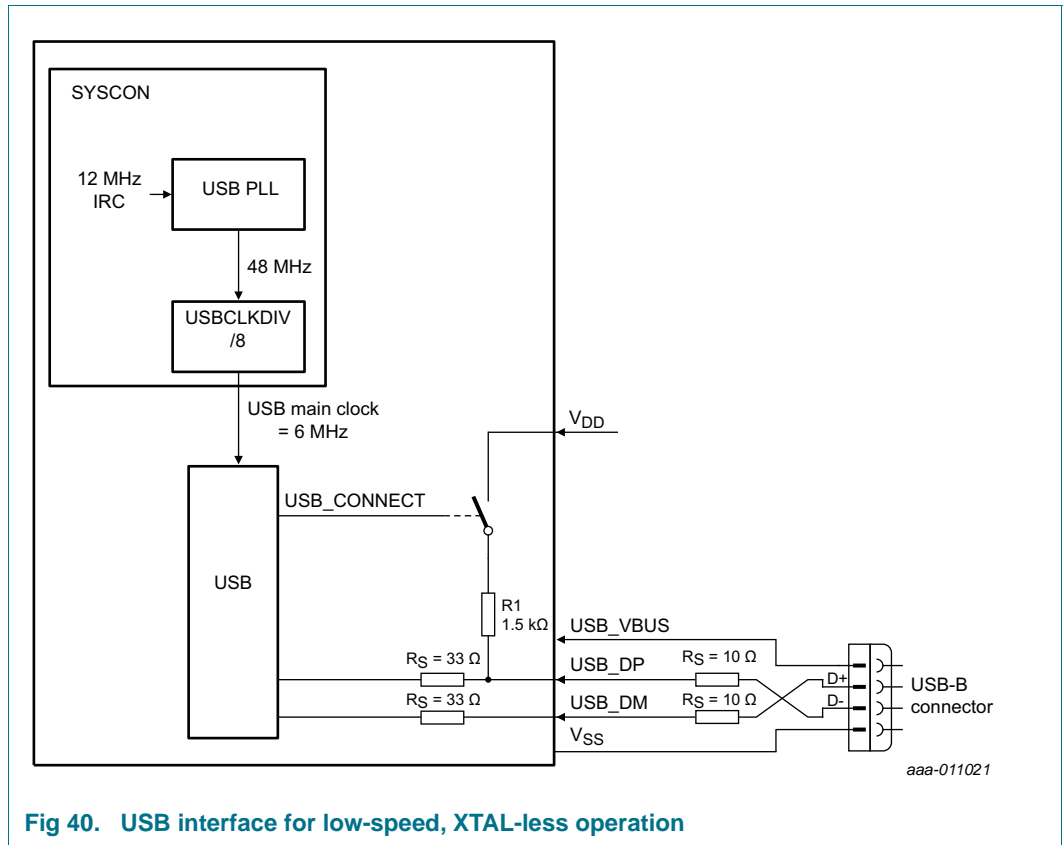 SYSCON
12 MHz
IRC
USB PLL
48 MHz
USBCLKDIV
/8
USB main clock
= 6 MHz
VDD
USB_CONNECT
USB
R1
1.5 kΩ
USB_VBUS
RS = 33 Ω
USB_DP
RS = 10 Ω
D+
USB-B
connector
RS = 33 Ω
USB_DM
RS = 10 Ω
D-
VSS
aaa-011021
Fig 40. USB interface for low-speed, XTAL-less operation